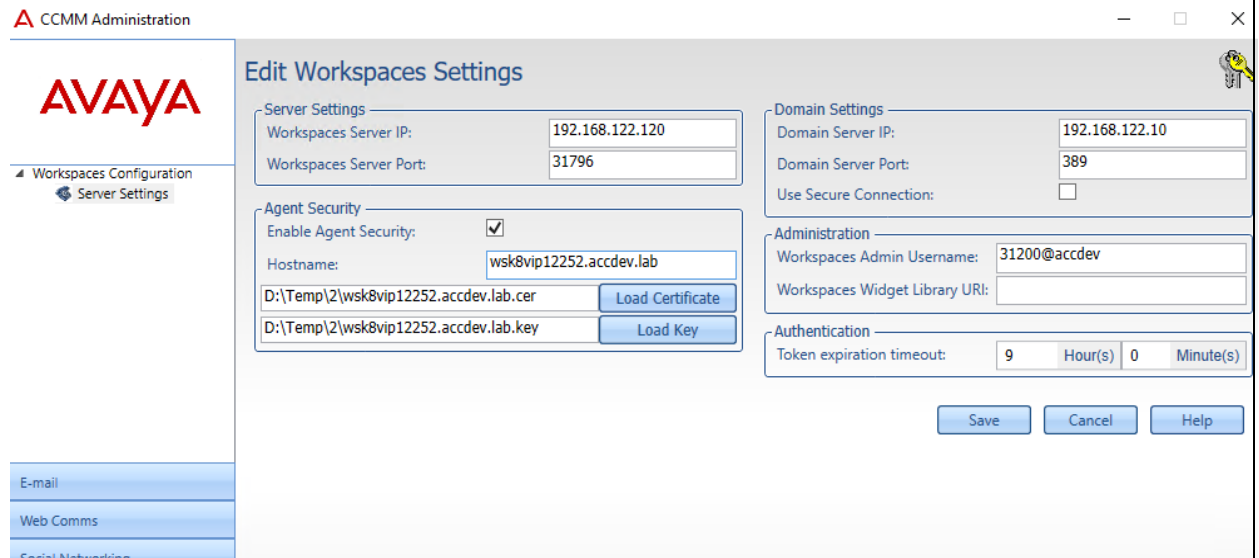 CCMM Administration
AVAYA
Workspaces Configuration
Server Settings
E-mail
Web Comms
Social Networking
Edit Workspaces Settings
Server Settings
Workspaces Server IP: 192.168.122.120
Workspaces Server Port: 31796
Agent Security
Enable Agent Security:
Hostname: wsk8vip12252.accdev.lab
D:\Temp\2\wsk8vip12252.accdev.lab.cer Load Certificate
D:\Temp\2\wsk8vip12252.accdev.lab.key Load Key
Domain Settings
Domain Server IP: 192.168.122.10
Domain Server Port: 389
Use Secure Connection:
Administration
Workspaces Admin Username: 31200@accdev
Workspaces Widget Library URI:
Authentication
Token expiration timeout: 9 Hour(s) 0 Minute(s)
Save Cancel Help